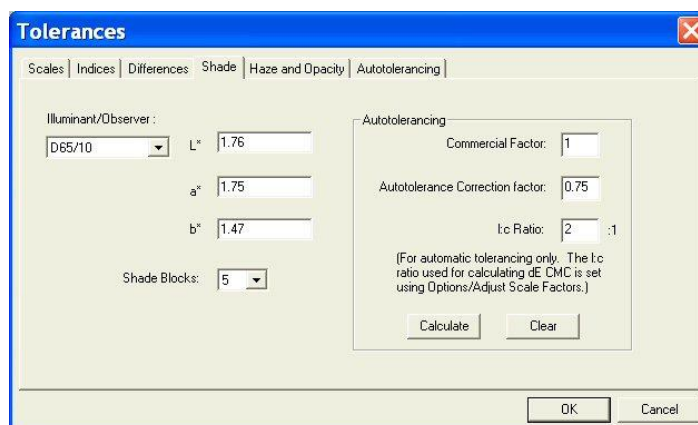 Tolerances
Scales Indices Differences Shade Haze and Opacity Autotolerancing
Illuminant/Observer :
D65/10
L* 1.76
a* 1.75
b* 1.47
Shade Blocks: 5
Autotolerancing
Commercial Factor: 1
Autotolerance Correction factor: 0.75
l:c Ratio: 2 :1
(For automatic tolerancing only. The l:c
ratio used for calculating dE CMC is set
using Options/Adjust Scale Factors.)
Calculate Clear
OK Cancel